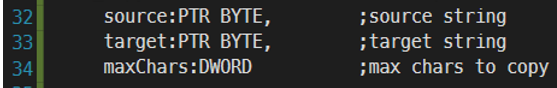 32 source:PTR BYTE, ;source string
33 target:PTR BYTE, ;target string
34 maxChars:DWORD ;max chars to copy